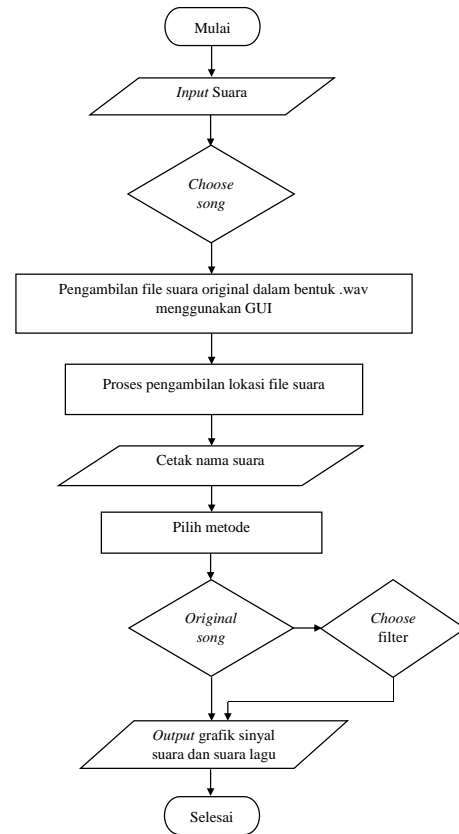 Mulai
Input Suara
Choose
song
Pengambilan file suara original dalam bentuk .wav
menggunakan GUI
Proses pengambilan lokasi file suara
Cetak nama suara
Pilih metode
Original
song
Choose
filter
Output grafik sinyal
suara dan suara lagu
Selesai